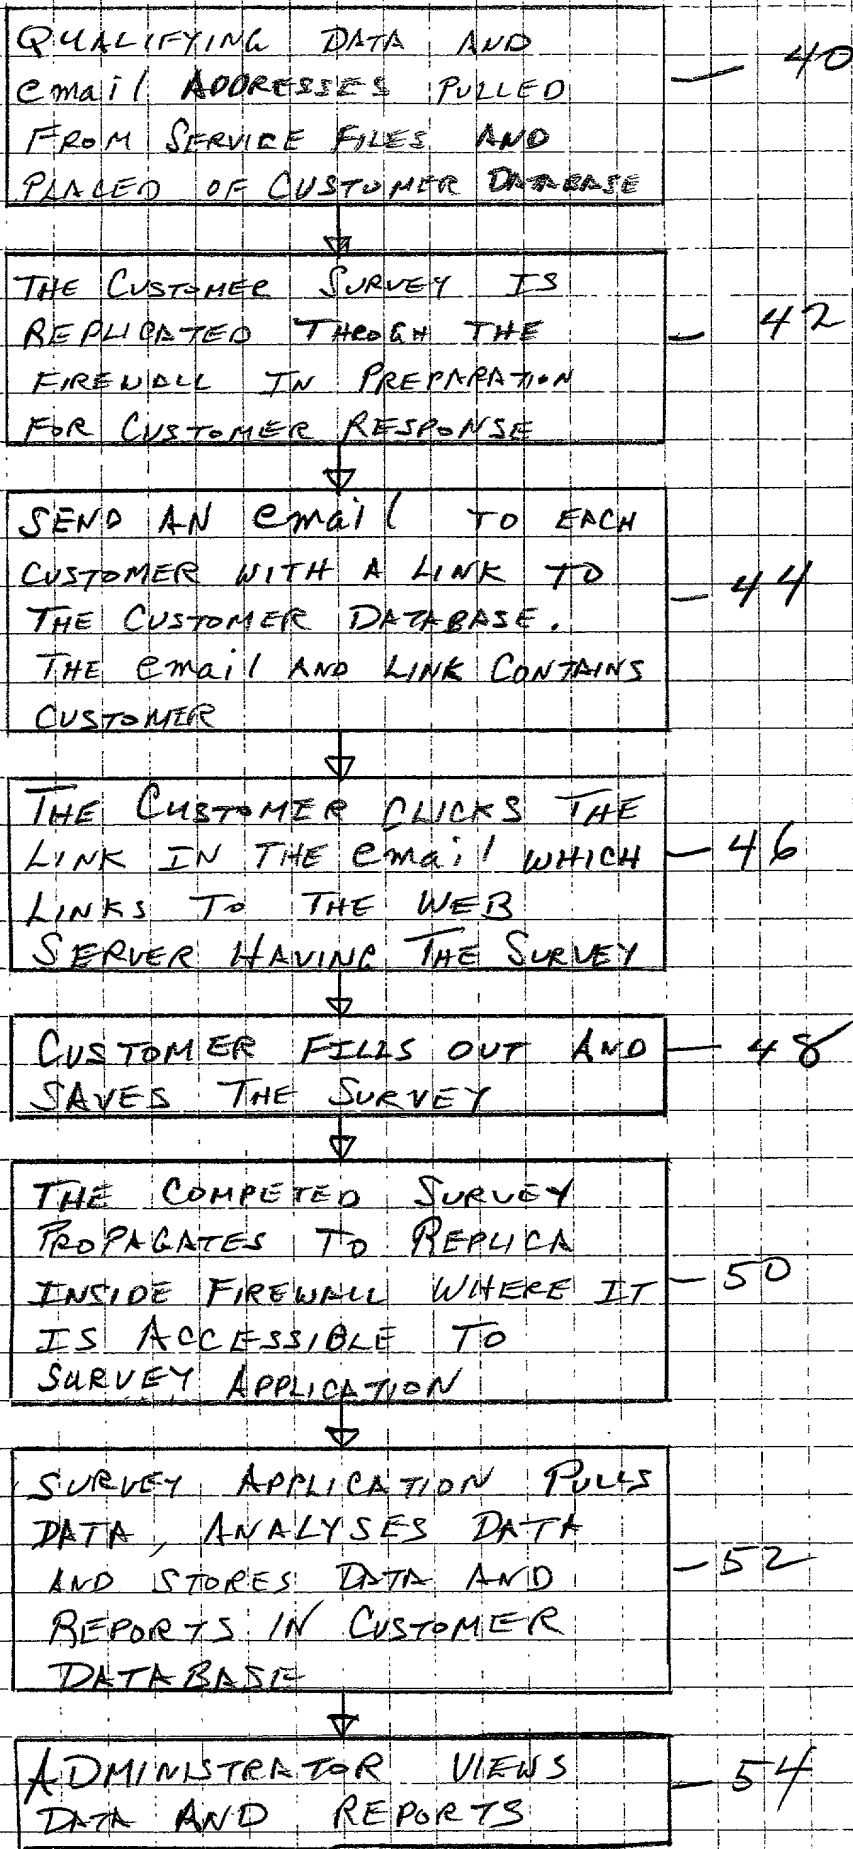 QUALIFYING DATA AND
email ADDRESSES PULLED
FROM SERVICE FILES AND
PLACED OF CUSTOMER DATABASE
40
THE CUSTOMER SURVEY IS
REPLICATED THROGH THE
FIREWALL IN PREPARATION
FOR CUSTOMER RESPONSE
42
SEND AN email TO EACH
CUSTOMER WITH A LINK TO
THE CUSTOMER DATABASE.
THE email AND LINK CONTAINS
CUSTOMER
44
THE CUSTOMER CLICKS THE
LINK IN THE email WHICH
LINKS TO THE WEB
SERVER HAVING THE SURVEY
46
CUSTOMER FILLS OUT AND
SAVES THE SURVEY
48
THE COMPETED SURVEY
PROPAGATES TO REPLICA
INSIDE FIREWALL WHERE IT
IS ACCESSIBLE TO
SURVEY APPLICATION
50
SURVEY APPLICATION PULLS
DATA, ANALYSES DATA
AND STORES DATA AND
REPORTS IN CUSTOMER
DATABASE
52
ADMINISTRATOR VIEWS
DATA AND REPORTS
54